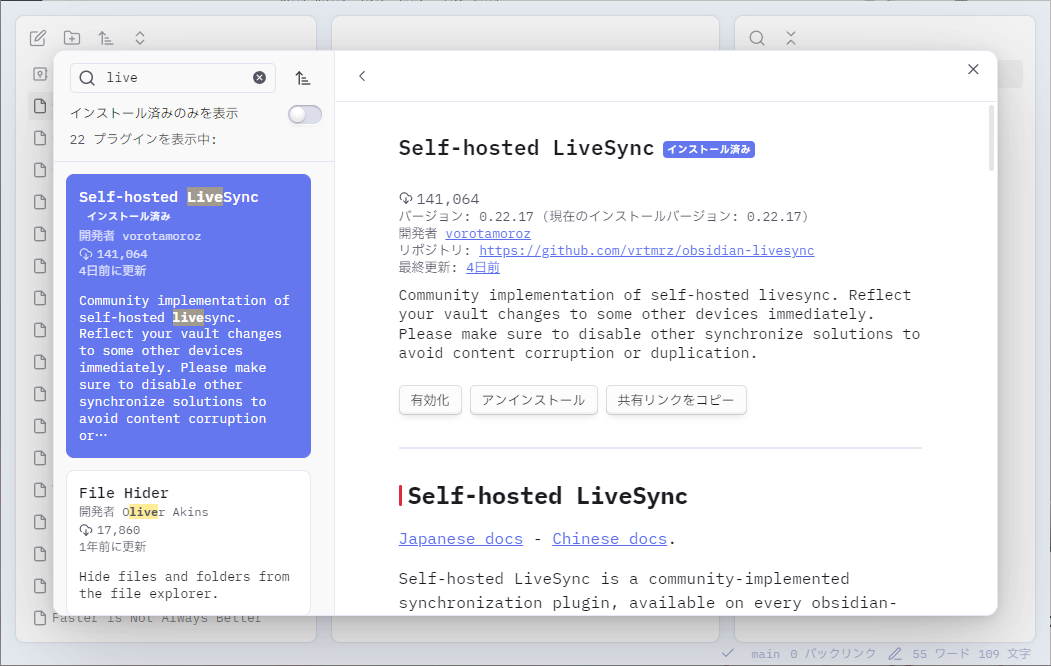 live
インストール済みのみを表示
22 プラグインを表示中:
Self-hosted LiveSync
インストール済み
開発者 vorotamoroz
141,064
4日前に更新
Community implementation of
self-hosted livesync.
Reflect your vault changes
to some other devices
immediately. Please make
sure to disable other
synchronize solutions to
avoid content corruption
or…
File Hider
開発者 Oliver Akins
17,860
1年前に更新
Hide files and folders from
the file explorer.
Self-hosted LiveSync インストール済み
141,064
バージョン: 0.22.17 (現在のインストールバージョン: 0.22.17)
開発者 vorotamoroz
リポジトリ: https://github.com/vrtmrz/obsidian-livesync
最終更新: 4日前
Community implementation of self-hosted livesync. Reflect
your vault changes to some other devices immediately.
Please make sure to disable other synchronize solutions to
avoid content corruption or duplication.
有効化 アンインストール 共有リンクをコピー
Self-hosted LiveSync
Japanese docs - Chinese docs.
Self-hosted LiveSync is a community-implemented
synchronization plugin, available on every obsidian-
Faster is Not Always Better
main 0 バックリンク 55 ワード 109 文字